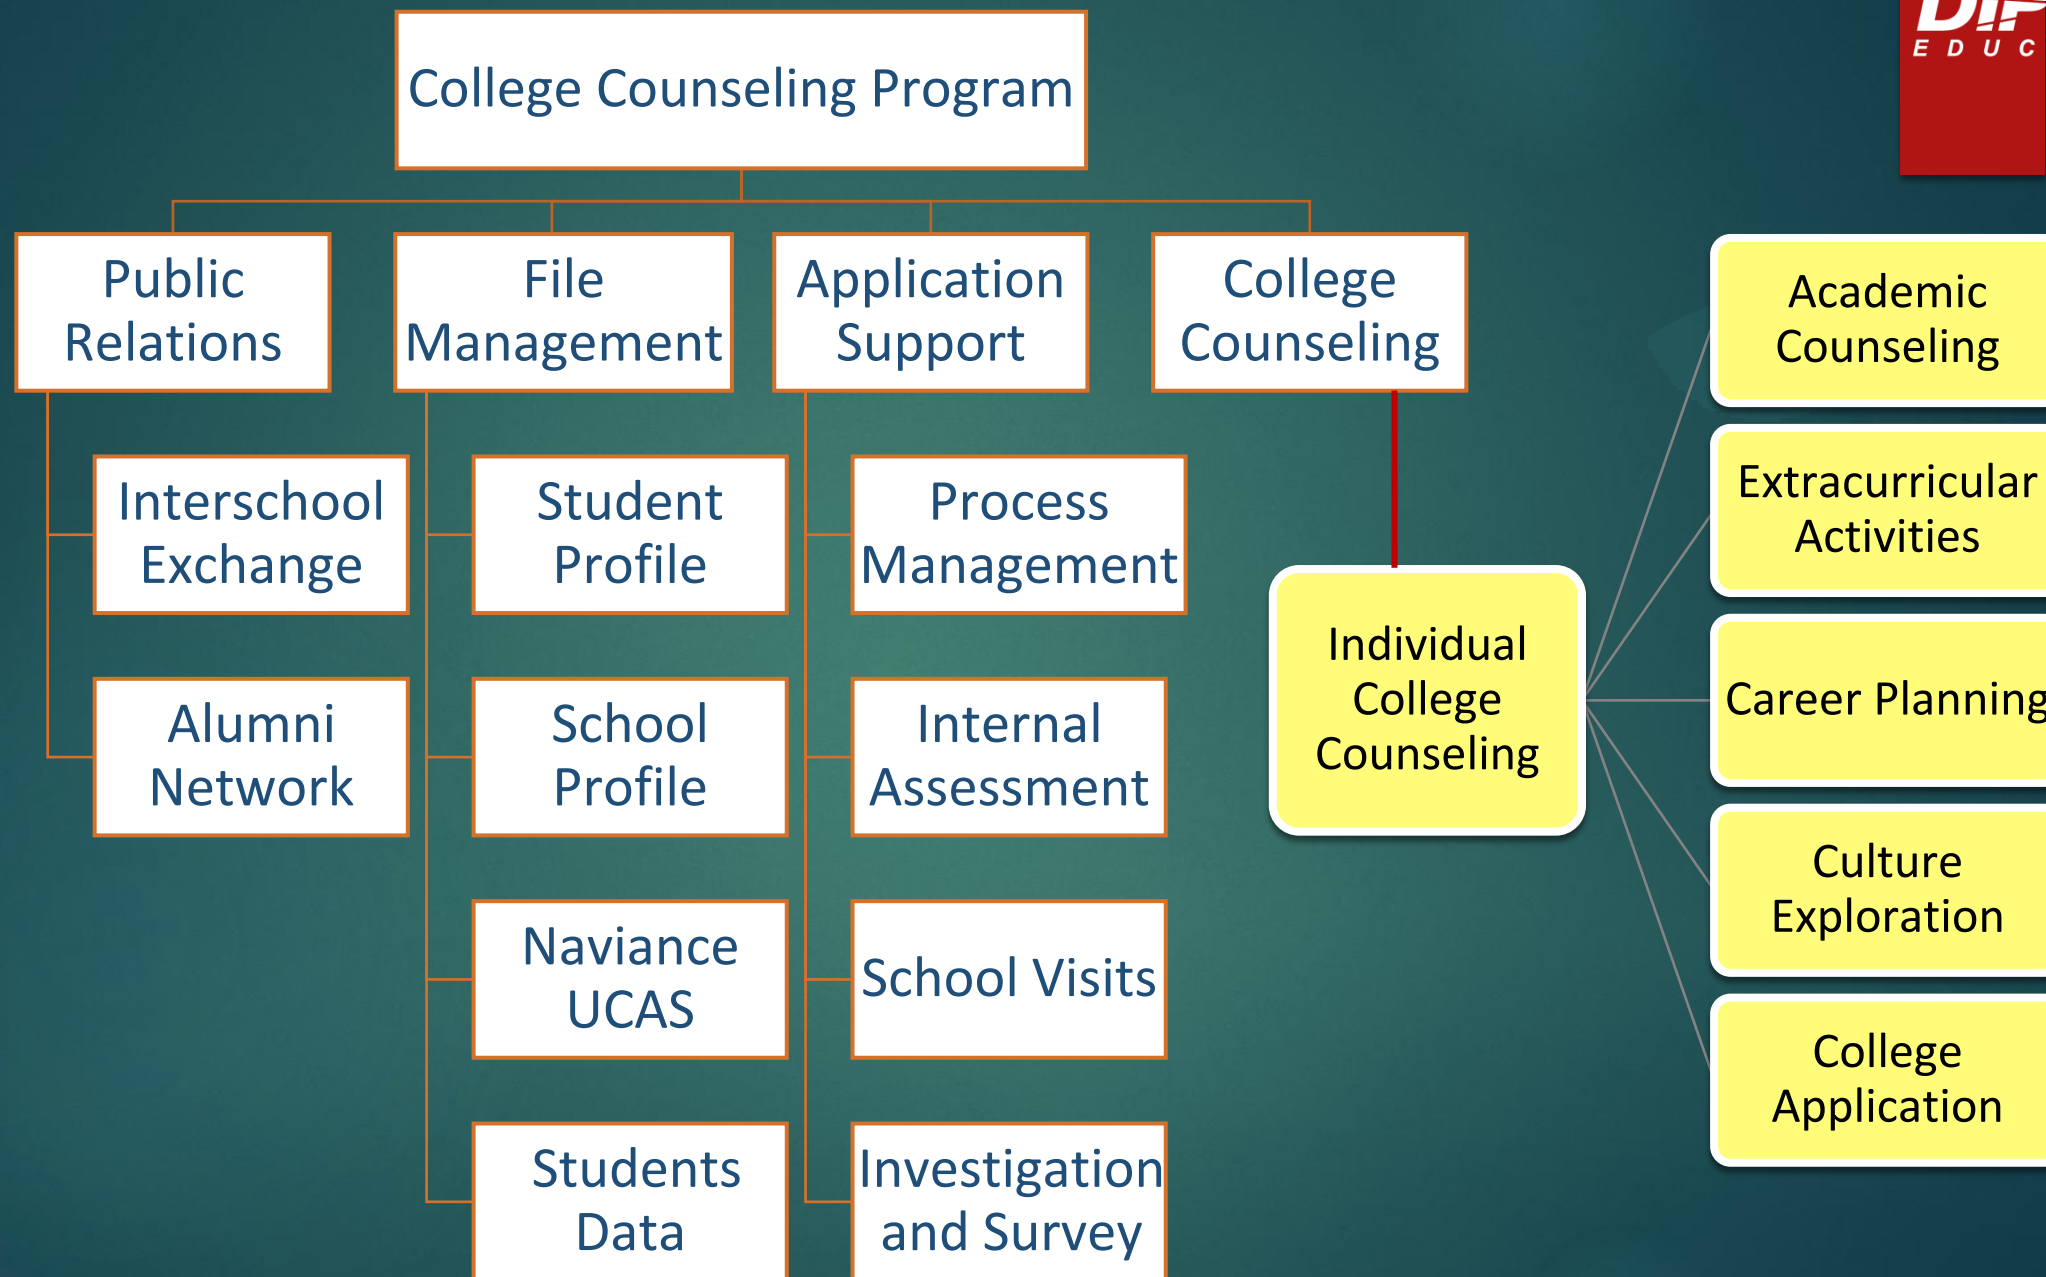 College Counseling Program
EDUC
Public
Relations
File
Management
Application
Support
College
Counseling
Interschool
Exchange
Alumni
Network
Student
Profile
School
Profile
Naviance
UCAS
Students
Data
Process
Management
Internal
Assessment
School Visits
Investigation
and Survey
Individual
College
Counseling
Academic
Counseling
Extracurricular
Activities
Career Planning
Culture
Exploration
College
Application